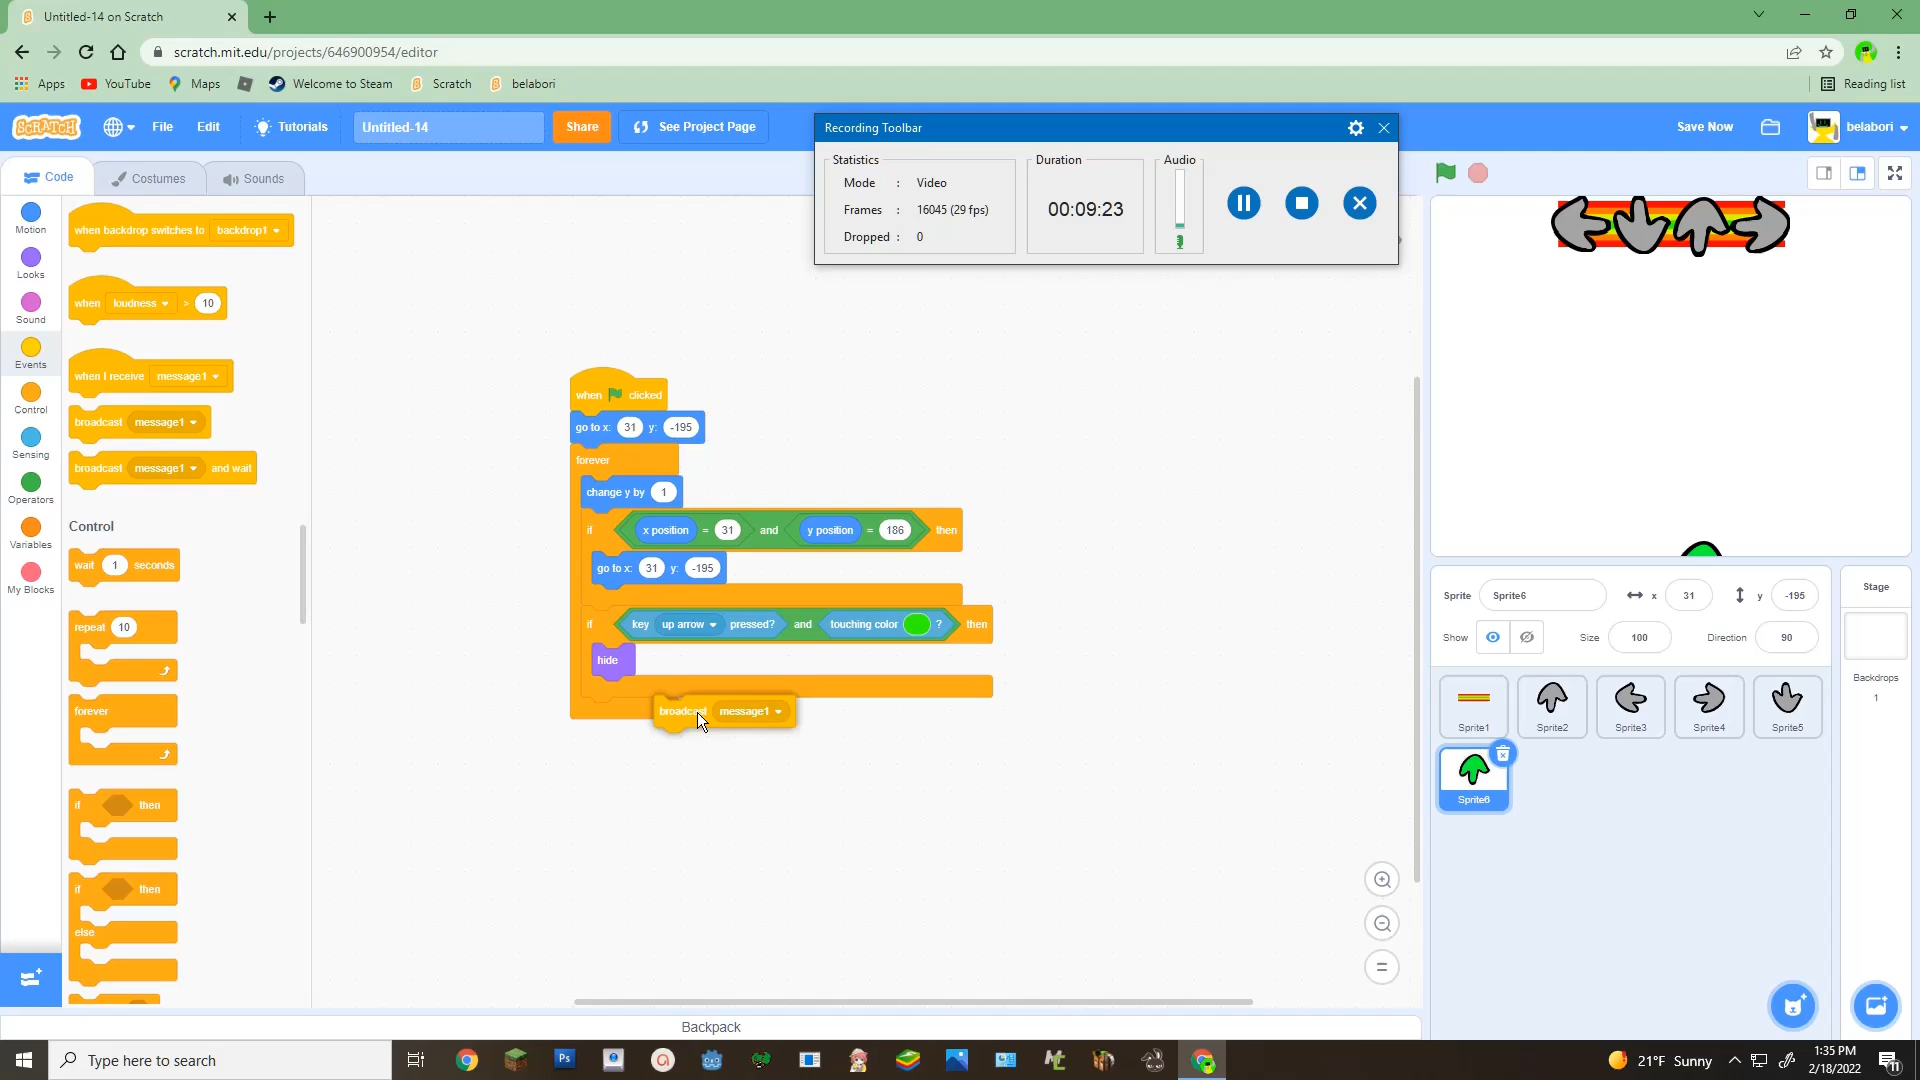 Untitled-14 on Scratch
scratch.mit.edu/projects/646900954/editor
Apps YouTube Maps Welcome to Steam Scratch belabori Reading list
SCRATCH File Edit Tutorials Untitled-14 Share See Project Page Save Now belabori
Recording Toolbar
Statistics Duration Audio
Mode : Video
Frames : 16045 (29 fps)
Dropped : 0
00:09:23
Code Costumes Sounds
Motion
Looks
Sound
Events
Control
Sensing
Operators
Variables
My Blocks
when backdrop switches to backdrop1
when loudness > 10
when I receive message1
broadcast message1
broadcast message1 and wait
Control
wait 1 seconds
repeat 10
forever
if then
if then
else
when clicked
go to x: 31 y: -195
forever
change y by 1
if x position = 31 and y position = 186 then
go to x: 31 y: -195
if key up arrow pressed? and touching color ? then
hide
broadcast message1
Sprite Sprite6 x 31 y -195
Show Size 100 Direction 90
Sprite1 Sprite2 Sprite3 Sprite4 Sprite5
Sprite6
Stage
Backdrops
1
Backpack
Type here to search
Ps
21°F Sunny
1:35 PM
2/18/2022
11